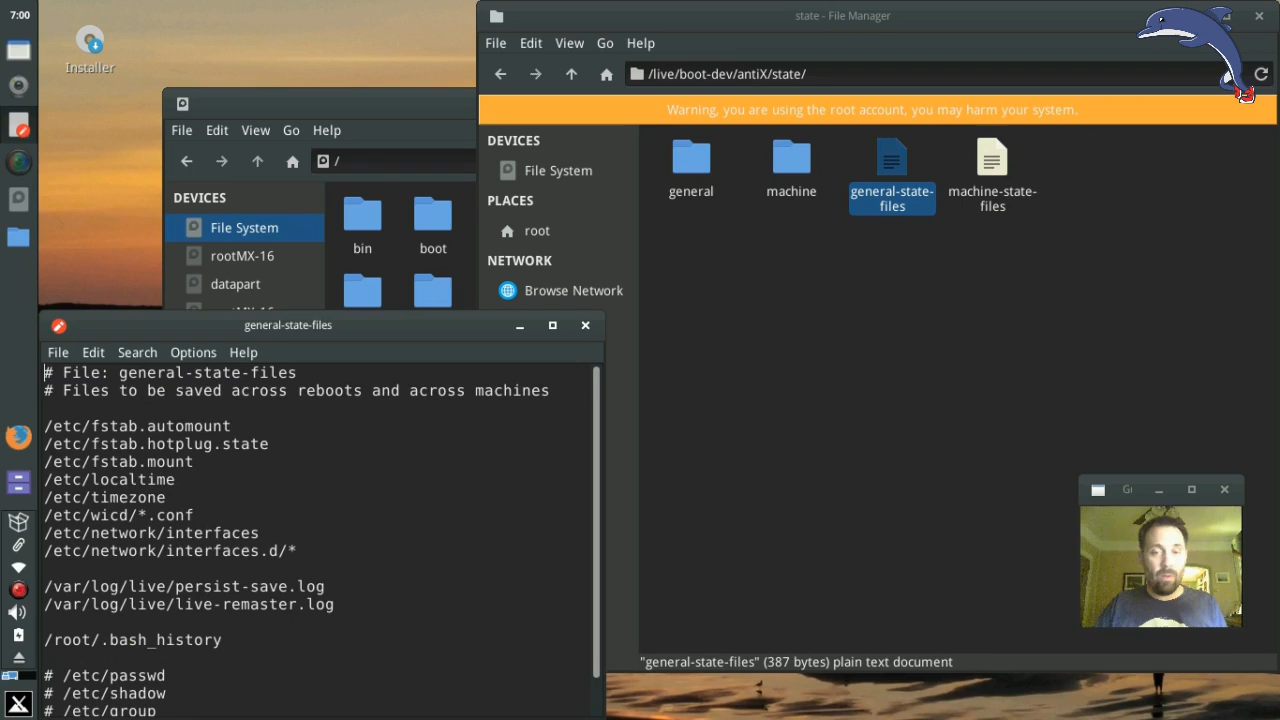 7:00
Installer
File Edit View Go Help
/
DEVICES
File System
rootMX-16
datapart
bin
boot
state - File Manager
File Edit View Go Help
/live/boot-dev/antiX/state/
Warning, you are using the root account, you may harm your system.
DEVICES
File System
PLACES
root
NETWORK
Browse Network
general
machine
general-state-
files
machine-state-
files
"general-state-files" (387 bytes) plain text document
general-state-files
File Edit Search Options Help
# File: general-state-files
# Files to be saved across reboots and across machines
/etc/fstab.automount
/etc/fstab.hotplug.state
/etc/fstab.mount
/etc/localtime
/etc/timezone
/etc/wicd/*.conf
/etc/network/interfaces
/etc/network/interfaces.d/*
/var/log/live/persist-save.log
/var/log/live/live-remaster.log
/root/.bash_history
# /etc/passwd
# /etc/shadow
# /etc/group